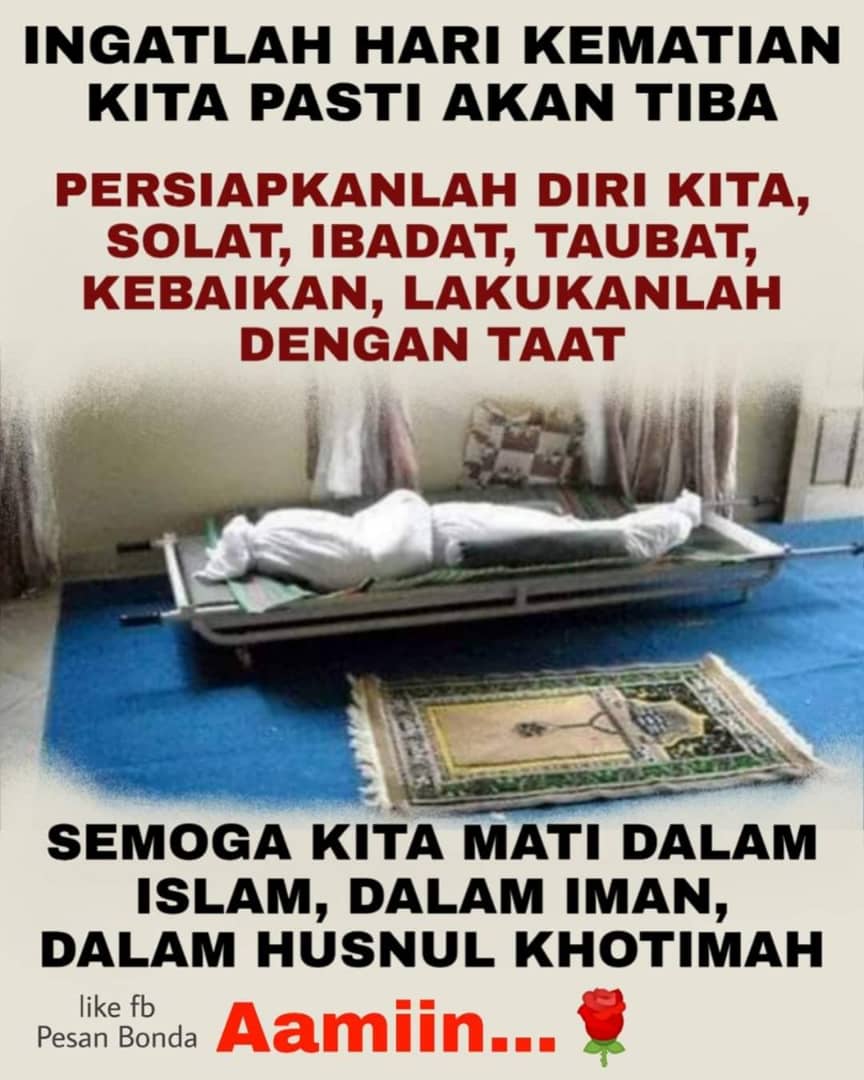 INGATLAH HARI KEMATIAN
KITA PASTI AKAN TIBA
PERSIAPKANLAH DIRI KITA,
SOLAT, IBADAT, TAUBAT,
KEBAIKAN, LAKUKANLAH
DENGAN TAAT
SEMOGA KITA MATI DALAM
ISLAM, DALAM IMAN,
DALAM HUSNUL KHOTIMAH
like fb
Pesan Bonda
Aamiin...🌹